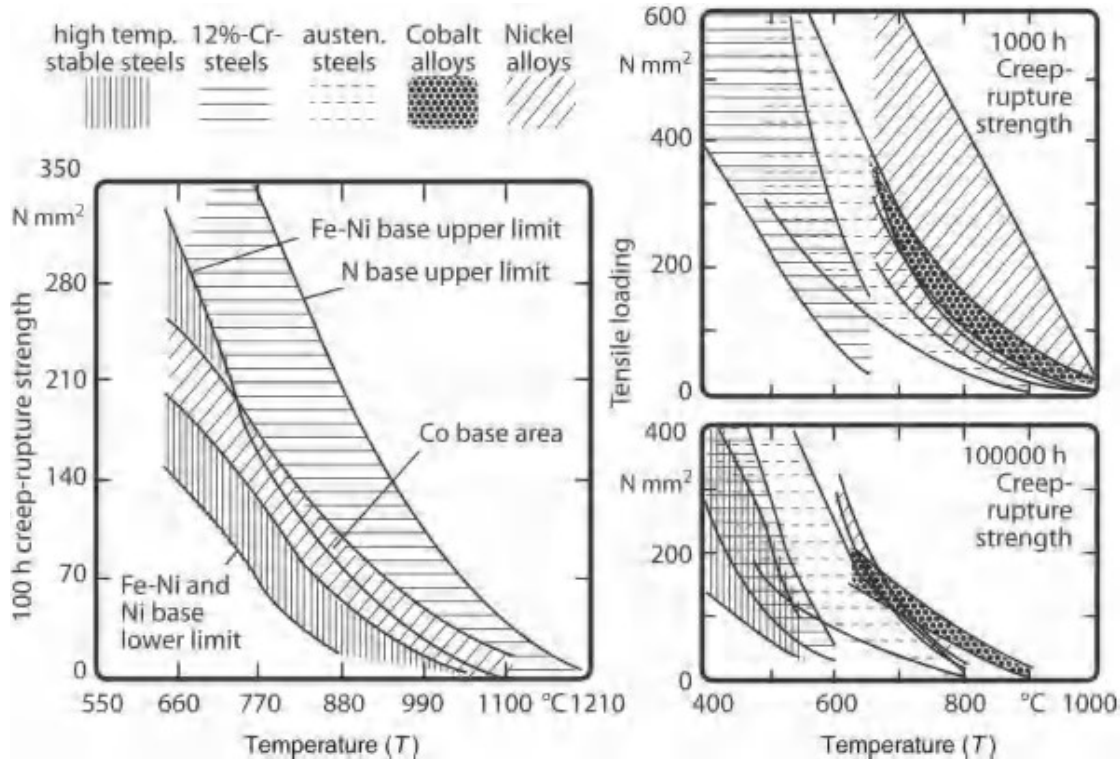 high temp.
stable steels
12%-Cr-
steels
austen.
steels
Cobalt
alloys
Nickel
alloys
350
N mm²
280
210
140
70
0
100 h creep-rupture strength
Fe-Ni base upper limit
N base upper limit
Co base area
Fe-Ni and
Ni base
lower limit
550 660 770 880 990 1100 °C 1210
Temperature (T)
600
N mm²
400
200
0
1000 h
Creep-
rupture
strength
Tensile loading
400
N mm²
200
0
100000 h
Creep-
rupture
strength
400 600 800 °C 1000
Temperature (T)